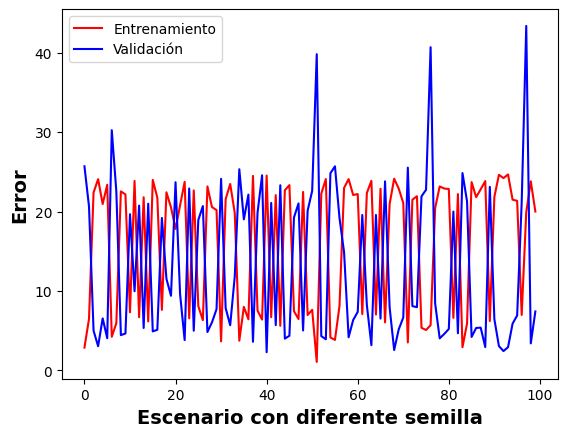 Entrenamiento
Validación
Error
40
30
20
10
0
0 20 40 60 80 100
Escenario con diferente semilla